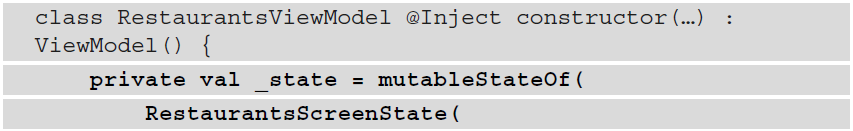 class RestaurantsViewModel @Inject constructor(…) :
ViewModel() {
    private val _state = mutableStateOf(
        RestaurantsScreenState(